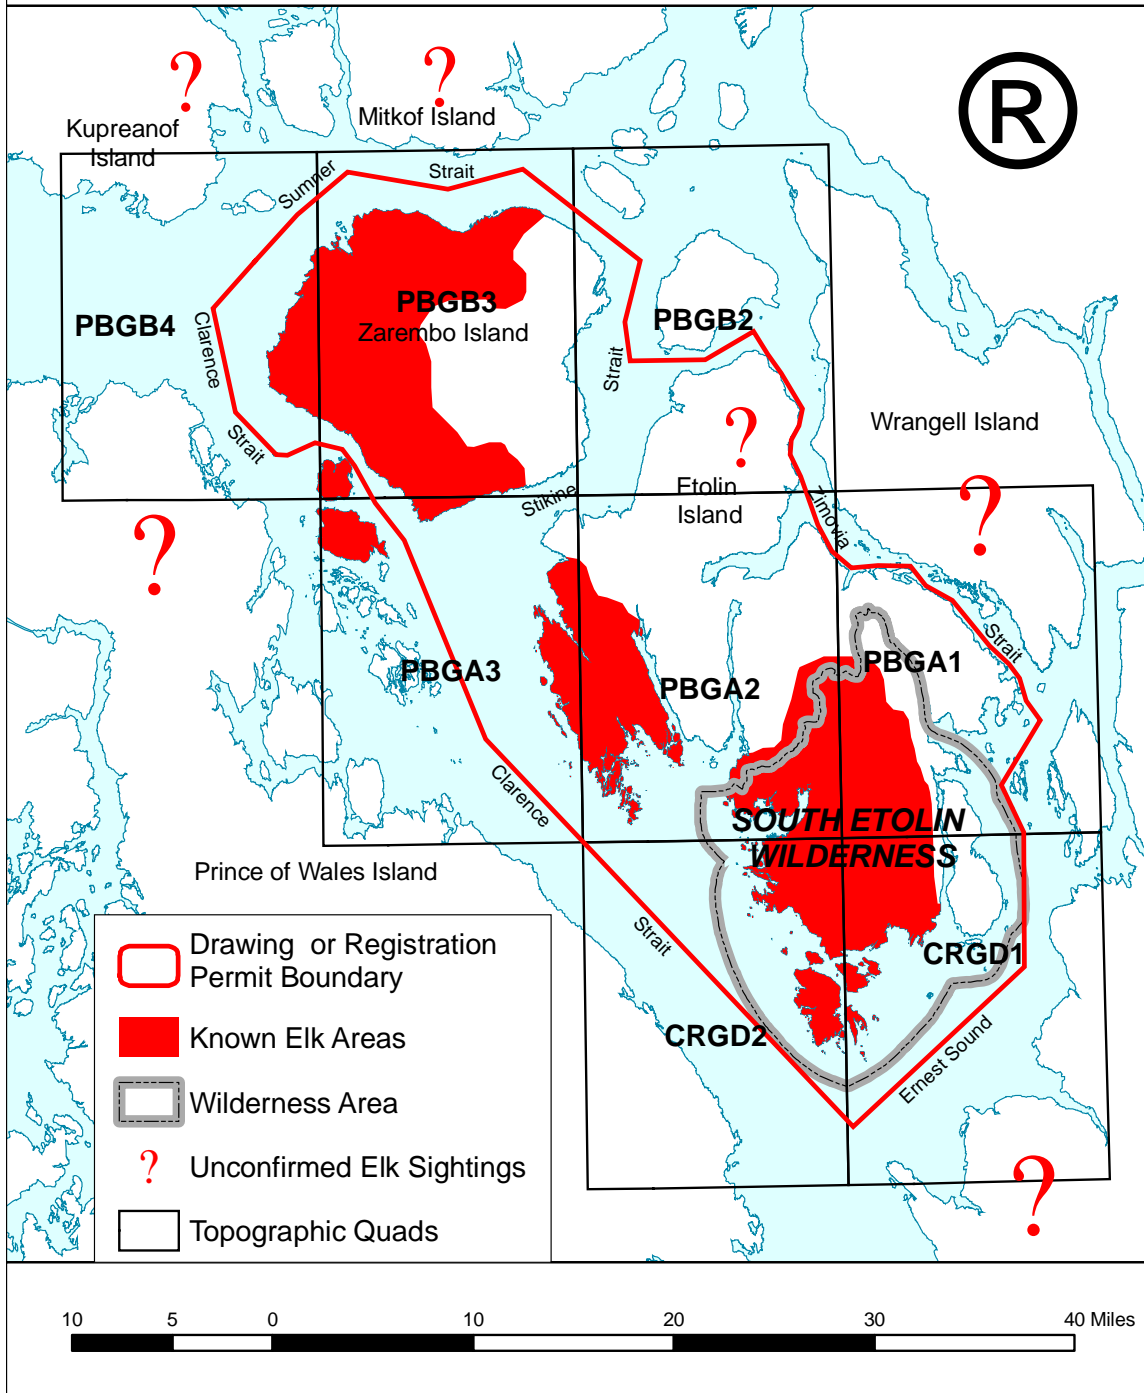 ?
?
®
Kupreanof
Island
Mitkof Island
Sumner
Strait
PBGB4
PBGB3
Zarembo Island
PBGB2
Clarence
Strait
Strait
?
Wrangell Island
Etolin
Island
Stikine
Zimovia
?
?
Strait
PBGA3
PBGA2
PBGA1
Clarence
SOUTH ETOLIN
WILDERNESS
Prince of Wales Island
Strait
CRGD1
CRGD2
Ernest Sound
?
Drawing or Registration
Permit Boundary
Known Elk Areas
Wilderness Area
? Unconfirmed Elk Sightings
Topographic Quads
10 5 0 10 20 30 40 Miles